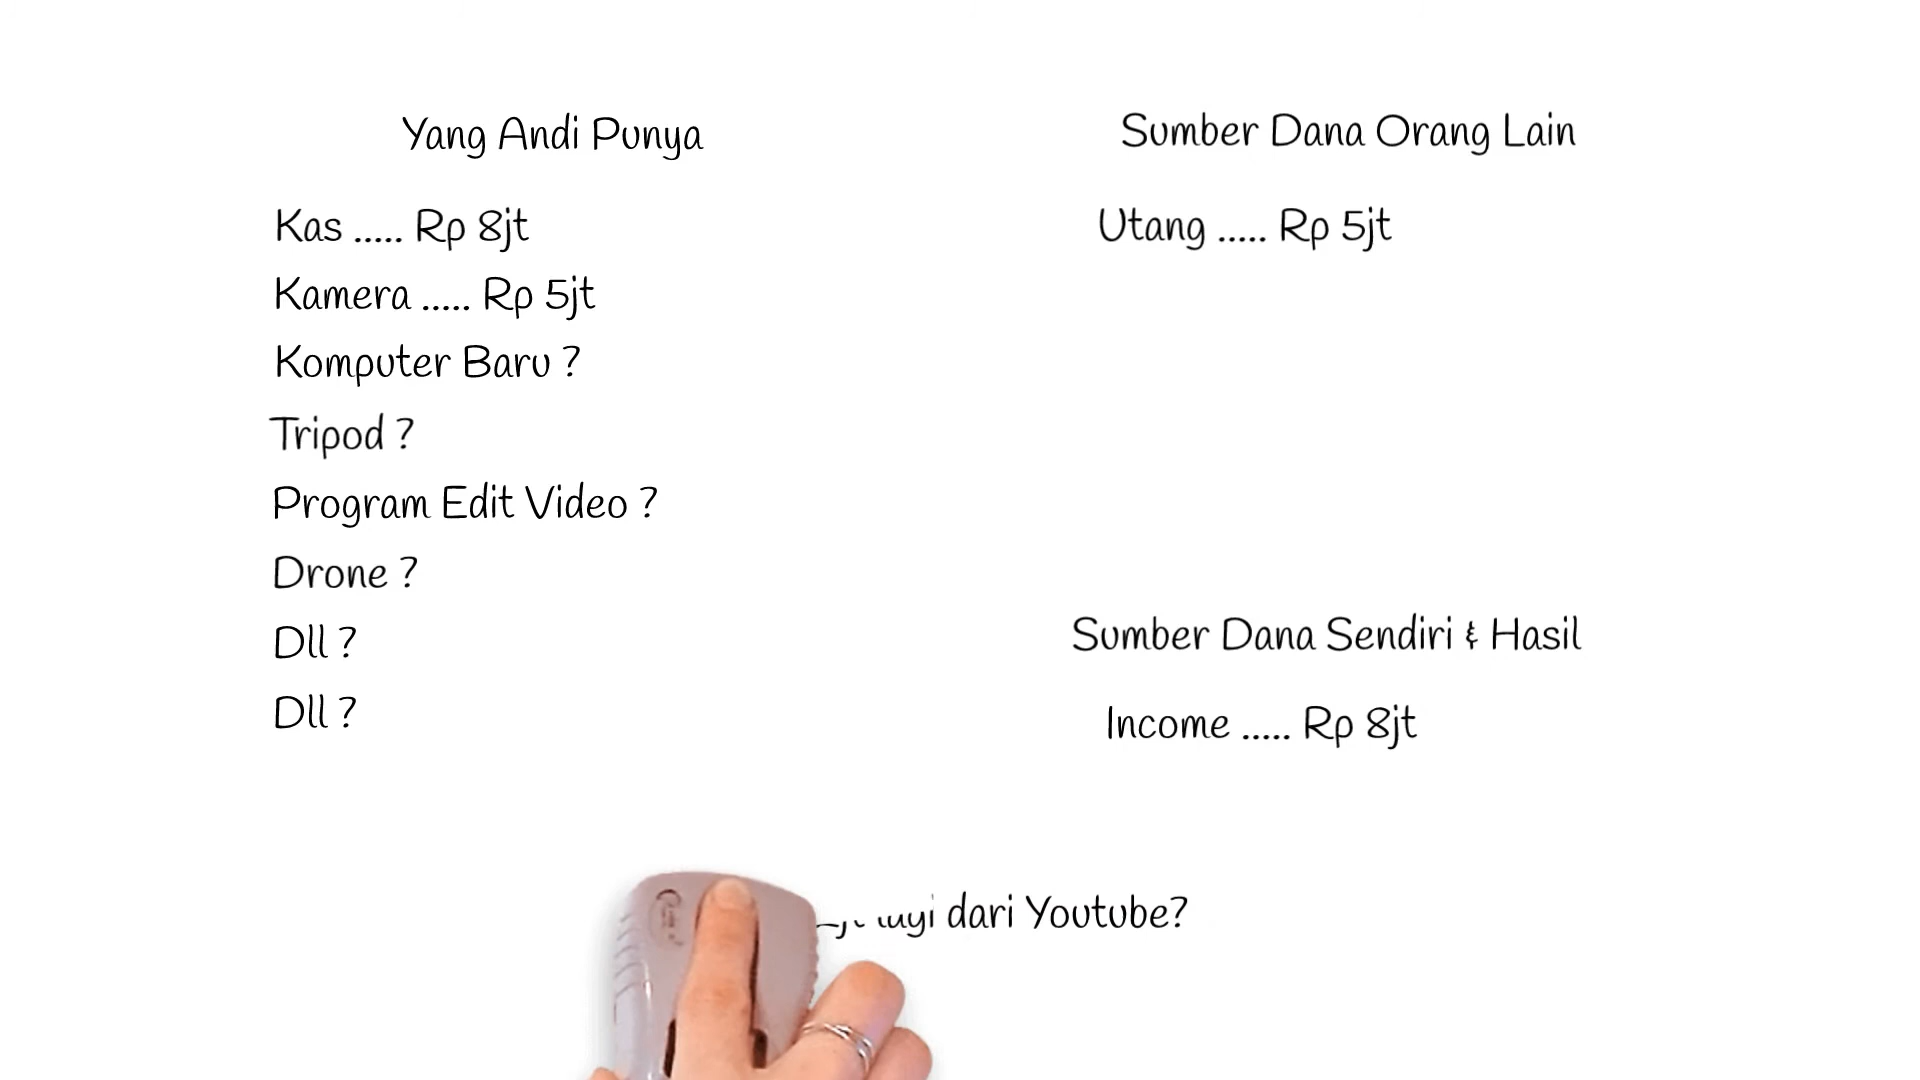 Yang Andi Punya
Kas ..... Rp 8jt
Kamera ..... Rp 5jt
Komputer Baru ?
Tripod ?
Program Edit Video ?
Drone ?
Dll ?
Dll ?
Sumber Dana Orang Lain
Utang ..... Rp 5jt
Sumber Dana Sendiri & Hasil
Income ..... Rp 8jt
dari Youtube?